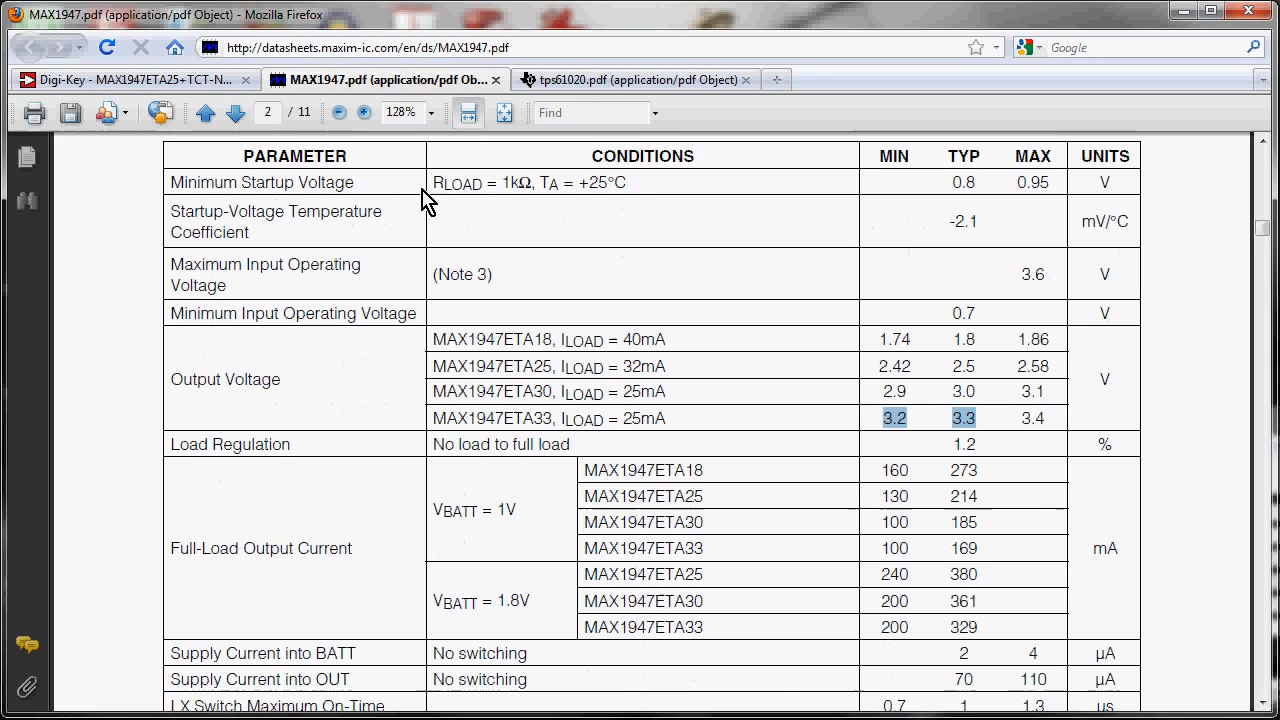 MAX1947.pdf (application/pdf Object) - Mozilla Firefox
http://datasheets.maxim-ic.com/en/ds/MAX1947.pdf
Google
Digi-Key - MAX1947ETA25+TCT-N...
MAX1947.pdf (application/pdf Ob...
tps61020.pdf (application/pdf Object)
2 / 11 128% Find
PARAMETER CONDITIONS MIN TYP MAX UNITS
Minimum Startup Voltage RLOAD = 1kΩ, TA = +25°C 0.8 0.95 V
Startup-Voltage Temperature
Coefficient -2.1 mV/°C
Maximum Input Operating
Voltage (Note 3) 3.6 V
Minimum Input Operating Voltage 0.7 V
Output Voltage V
MAX1947ETA18, ILOAD = 40mA 1.74 1.8 1.86
MAX1947ETA25, ILOAD = 32mA 2.42 2.5 2.58
MAX1947ETA30, ILOAD = 25mA 2.9 3.0 3.1
MAX1947ETA33, ILOAD = 25mA 3.2 3.3 3.4
Load Regulation No load to full load 1.2 %
Full-Load Output Current mA
VBATT = 1V
MAX1947ETA18 160 273
MAX1947ETA25 130 214
MAX1947ETA30 100 185
MAX1947ETA33 100 169
VBATT = 1.8V
MAX1947ETA25 240 380
MAX1947ETA30 200 361
MAX1947ETA33 200 329
Supply Current into BATT No switching 2 4 µA
Supply Current into OUT No switching 70 110 µA
LX Switch Maximum On-Time 0.7 1 1.3 µs